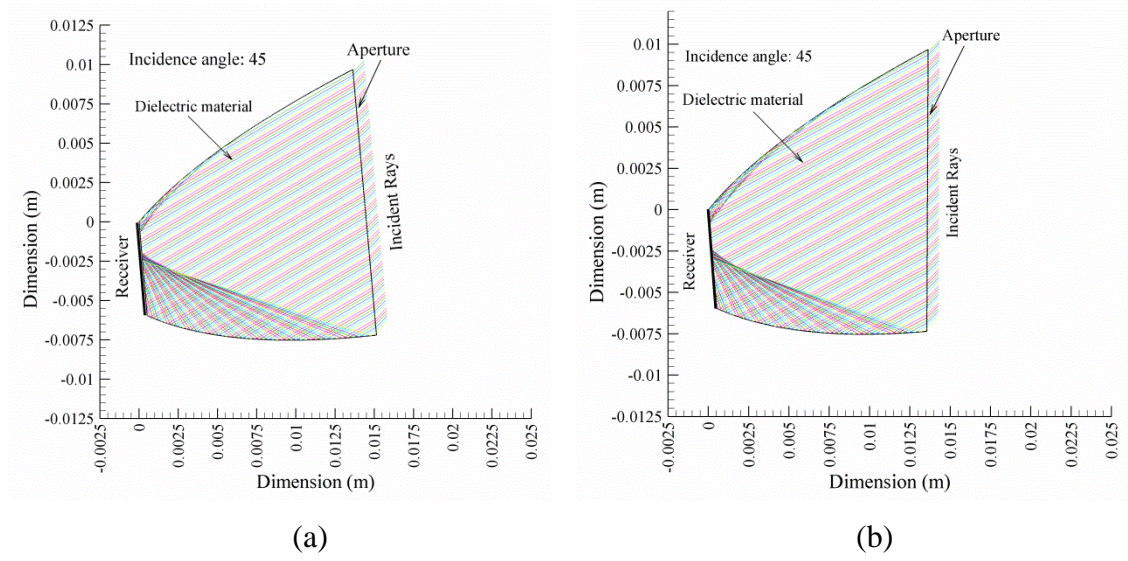 0.0125
0.01
0.0075
0.005
0.0025
0
-0.0025
-0.005
-0.0075
-0.01
-0.0125
Dimension (m)
Incidence angle: 45
Aperture
Dielectric material
Incident Rays
Receiver
-0.0025
0
0.0025
0.005
0.0075
0.01
0.0125
0.015
0.0175
0.02
0.0225
0.025
Dimension (m)
(a)
0.01
0.0075
0.005
0.0025
0
-0.0025
-0.005
-0.0075
-0.01
-0.0125
Dimension (m)
Aperture
Incidence angle: 45
Dielectric material
Incident Rays
Receiver
-0.0025
0
0.0025
0.005
0.0075
0.01
0.0125
0.015
0.0175
0.02
0.0225
0.025
Dimension (m)
(b)